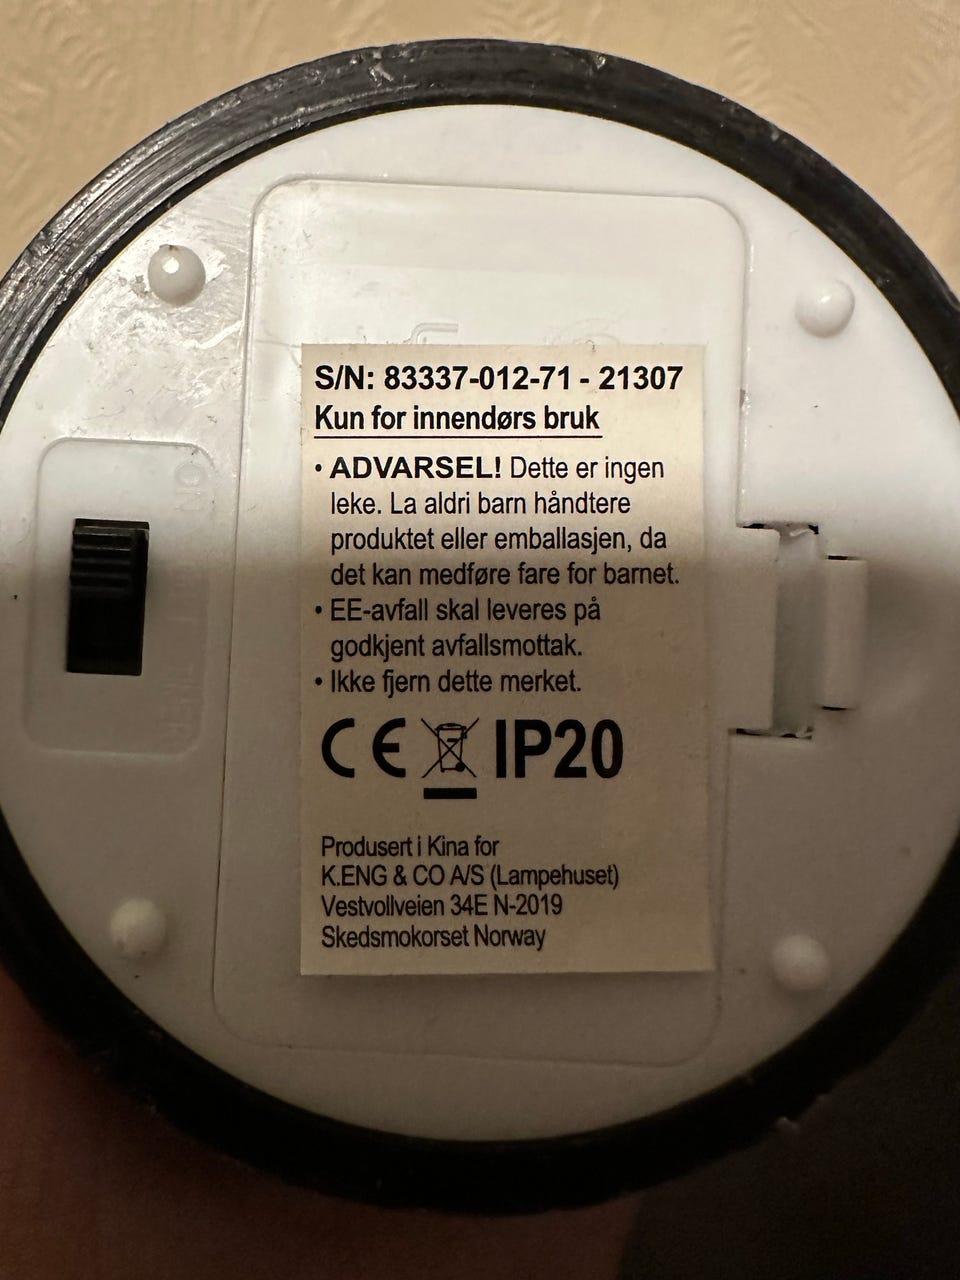 S/N: 83337-012-71 - 21307
Kun for innendørs bruk
• ADVARSEL! Dette er ingen
leke. La aldri barn håndtere
produktet eller emballasjen, da
det kan medføre fare for barnet.
• EE-avfall skal leveres på
godkjent avfallsmottak.
• Ikke fjern dette merket.
CE IP20
Produsert i Kina for
K.ENG & CO A/S (Lampehuset)
Vestvollveien 34E N-2019
Skedsmokorset Norway
ON